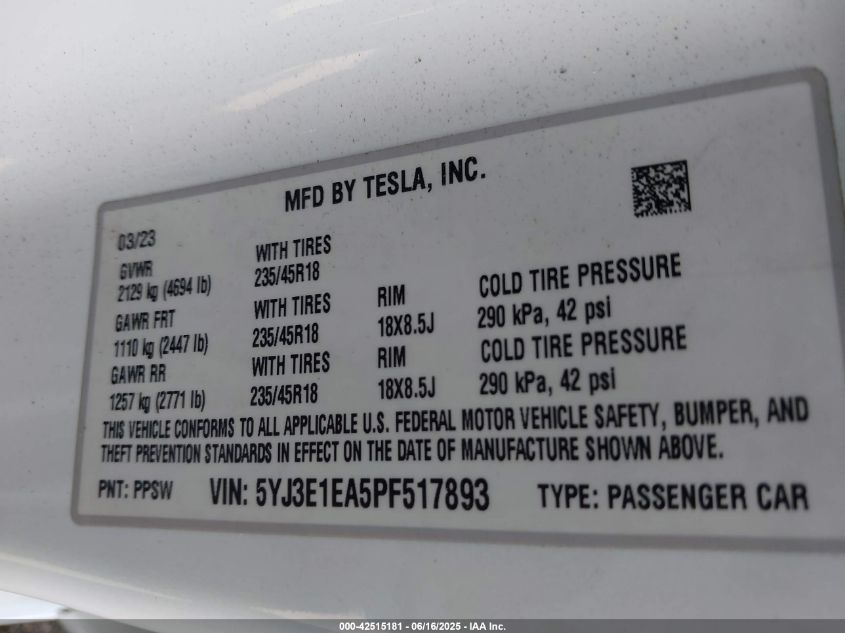 MFD BY TESLA, INC.
03/23
GVWR
2129 kg (4694 lb)
WITH TIRES
235/45R18
GAWR FRT
1110 kg (2447 lb)
WITH TIRES
235/45R18
RIM
18X8.5J
COLD TIRE PRESSURE
290 kPa, 42 psi
GAWR RR
1257 kg (2771 lb)
WITH TIRES
235/45R18
RIM
18X8.5J
COLD TIRE PRESSURE
290 kPa, 42 psi
THIS VEHICLE CONFORMS TO ALL APPLICABLE U.S. FEDERAL MOTOR VEHICLE SAFETY, BUMPER, AND
THEFT PREVENTION STANDARDS IN EFFECT ON THE DATE OF MANUFACTURE SHOWN ABOVE.
PNT: PPSW VIN: 5YJ3E1EA5PF517893 TYPE: PASSENGER CAR
000-42515181 - 06/16/2025 - IAA Inc.